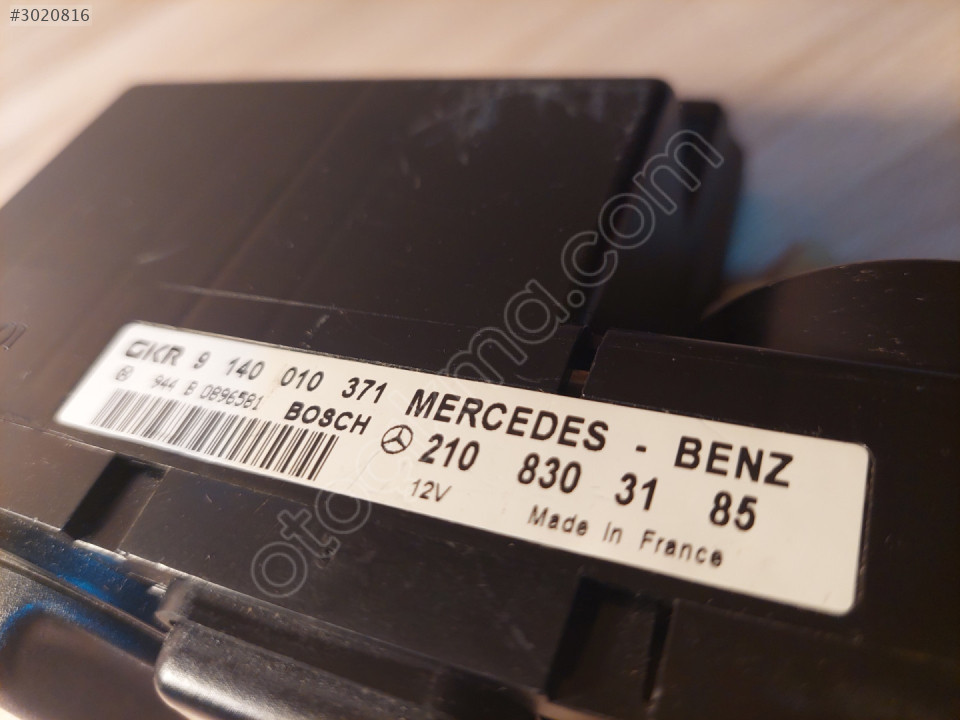 #3020816
GKR 9 140 010 371 MERCEDES - BENZ
944 B 0896581 BOSCH 210 830 31 85
12V Made in France
otocikma.com